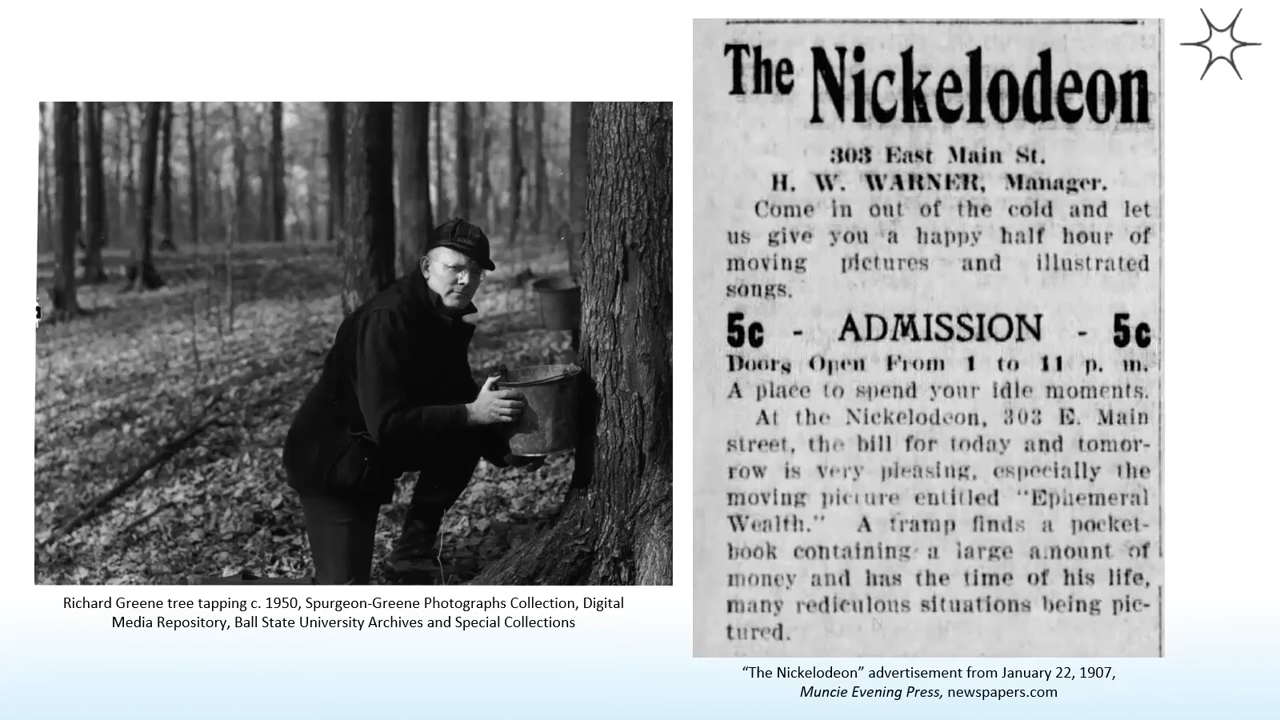 Richard Greene tree tapping c. 1950, Spurgeon-Greene Photographs Collection, Digital
Media Repository, Ball State University Archives and Special Collections
The Nickelodeon
303 East Main St.
H. W. WARNER, Manager.
Come in out of the cold and let
us give you a happy half hour of
moving pictures and illustrated
songs.
5c - ADMISSION - 5c
Doors Open From 1 to 11 p. m.
A place to spend your idle moments.
At the Nickelodeon, 303 E. Main
street, the bill for today and tomor-
row is very pleasing, especially the
moving picture entitled "Ephemeral
Wealth." A tramp finds a pocket-
book containing a large amount of
money and has the time of his life,
many rediculous situations being pic-
tured.
“The Nickelodeon” advertisement from January 22, 1907,
Muncie Evening Press, newspapers.com